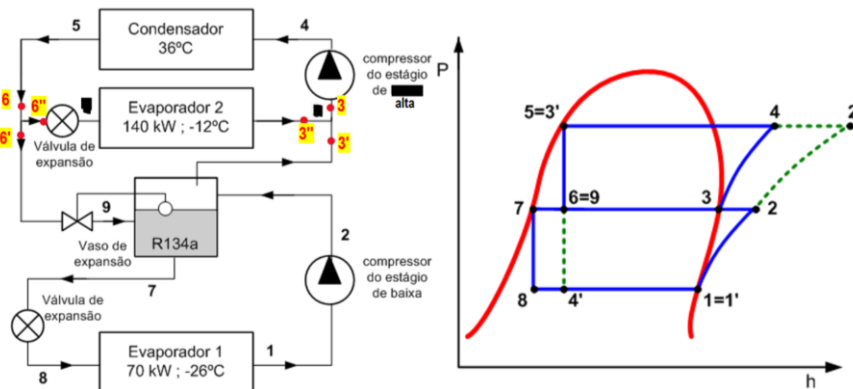 5
Condensador
36ºC
4
compressor
do estágio
de
alta
6
6"
Evaporador 2
140 kW ; -12ºC
3
3"
3'
6'
Válvula de
expansão
9
Vaso de
expansão
R134a
2
compressor
do estágio
de baixa
7
Válvula de
expansão
8
Evaporador 1
70 kW ; -26ºC
1
P
5=3'
4
2
7
6=9
3
2
8
4'
1=1'
h